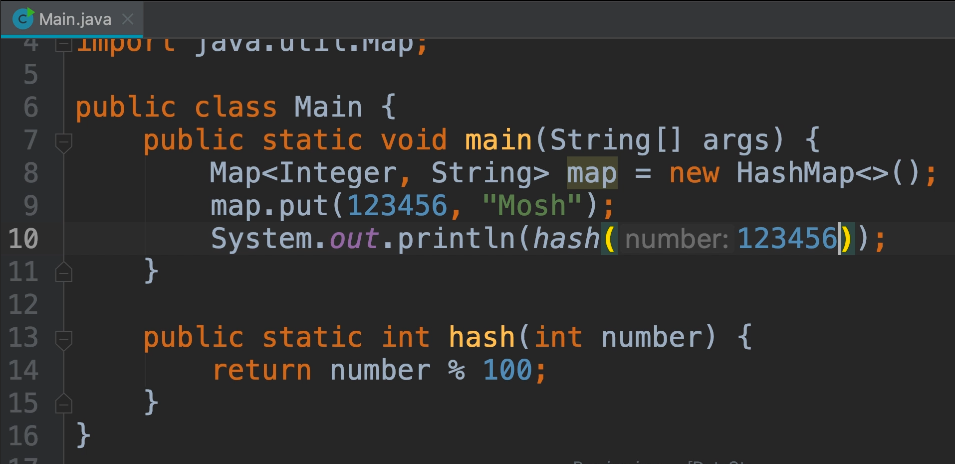 Main.java
4 import java.util.Map;
5
6 public class Main {
7 public static void main(String[] args) {
8 Map<Integer, String> map = new HashMap<>();
9 map.put(123456, "Mosh");
10 System.out.println(hash( number: 123456));
11 }
12
13 public static int hash(int number) {
14 return number % 100;
15 }
16 }
17